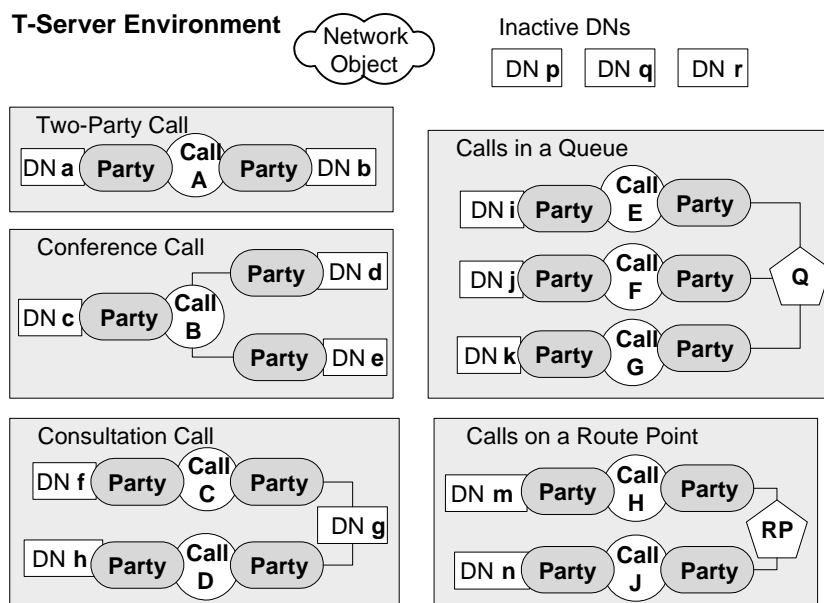 T-Server Environment
Network
Object
Inactive DNs
DN p
DN q
DN r
Two-Party Call
DN a
Party
Call
A
Party
DN b
Conference Call
DN c
Party
Call
B
Party
DN d
Party
DN e
Consultation Call
DN f
Party
Call
C
Party
DN g
DN h
Party
Call
D
Party
Calls in a Queue
DN i
Party
Call
E
Party
DN j
Party
Call
F
Party
Q
DN k
Party
Call
G
Party
Calls on a Route Point
DN m
Party
Call
H
Party
RP
DN n
Party
Call
J
Party